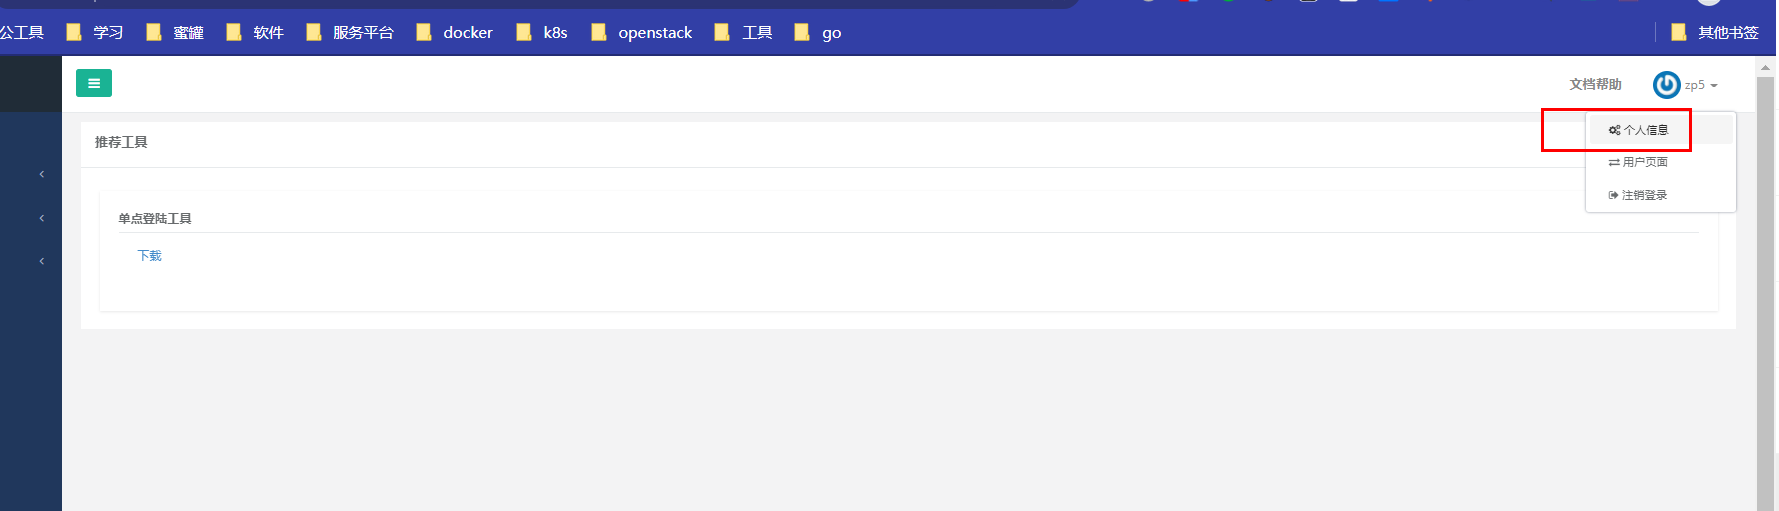 公工具 学习 蜜罐 软件 服务平台 docker k8s openstack 工具 go 其他书签
文档帮助 zp5
推荐工具
个人信息
用户页面
注销登录
单点登陆工具
下载